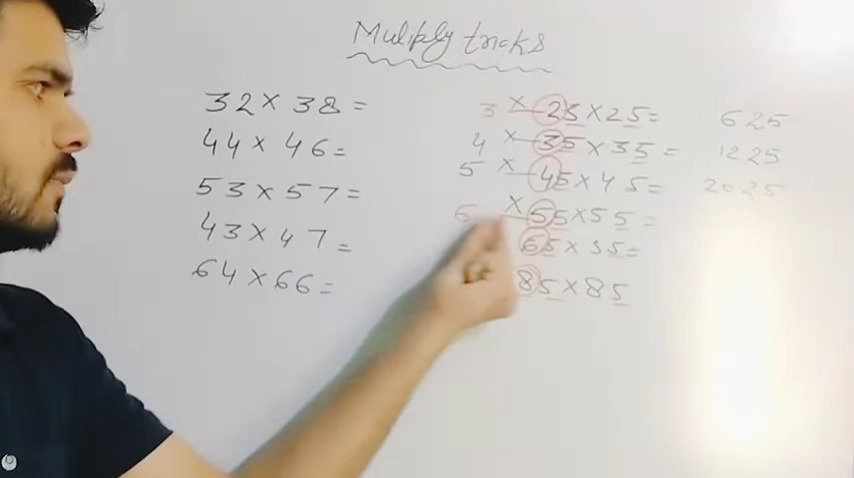 Muliply tricks
32 × 38 =
44 × 46 =
53 × 57 =
43 × 47 =
64 × 66 =
3 × 25 × 25 = 625
4 × 35 × 35 = 1225
5 × 45 × 45 = 2025
6 × 55 × 55 =
65 × 35 =
85 × 85